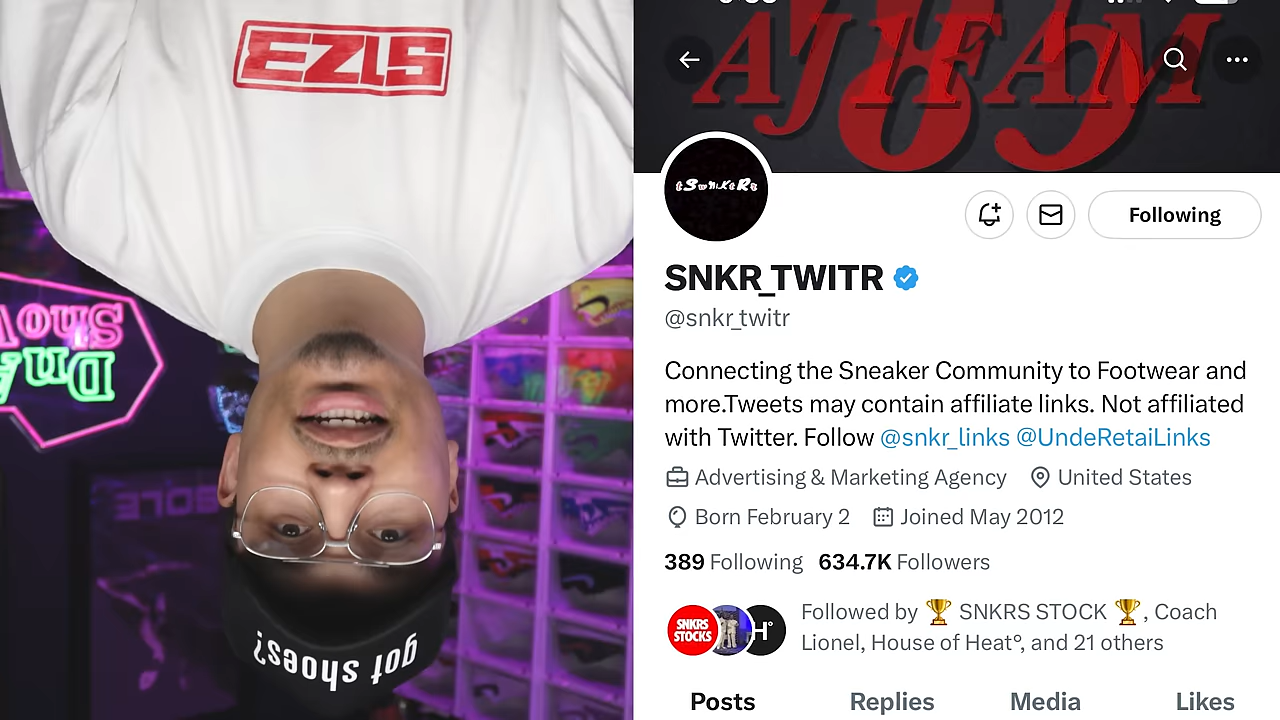 got shoes?
AJ1FAM
85
SNKR_TWITR
@snkr_twitr
Connecting the Sneaker Community to Footwear and
more.Tweets may contain affiliate links. Not affiliated
with Twitter. Follow @snkr_links @UndeRetaiLinks
Advertising & Marketing Agency United States
Born February 2 Joined May 2012
389 Following 634.7K Followers
SNKRS
STOCKS
H°
Followed by 🏆 SNKRS STOCK 🏆, Coach
Lionel, House of Heat°, and 21 others
Following
Posts Replies Media Likes